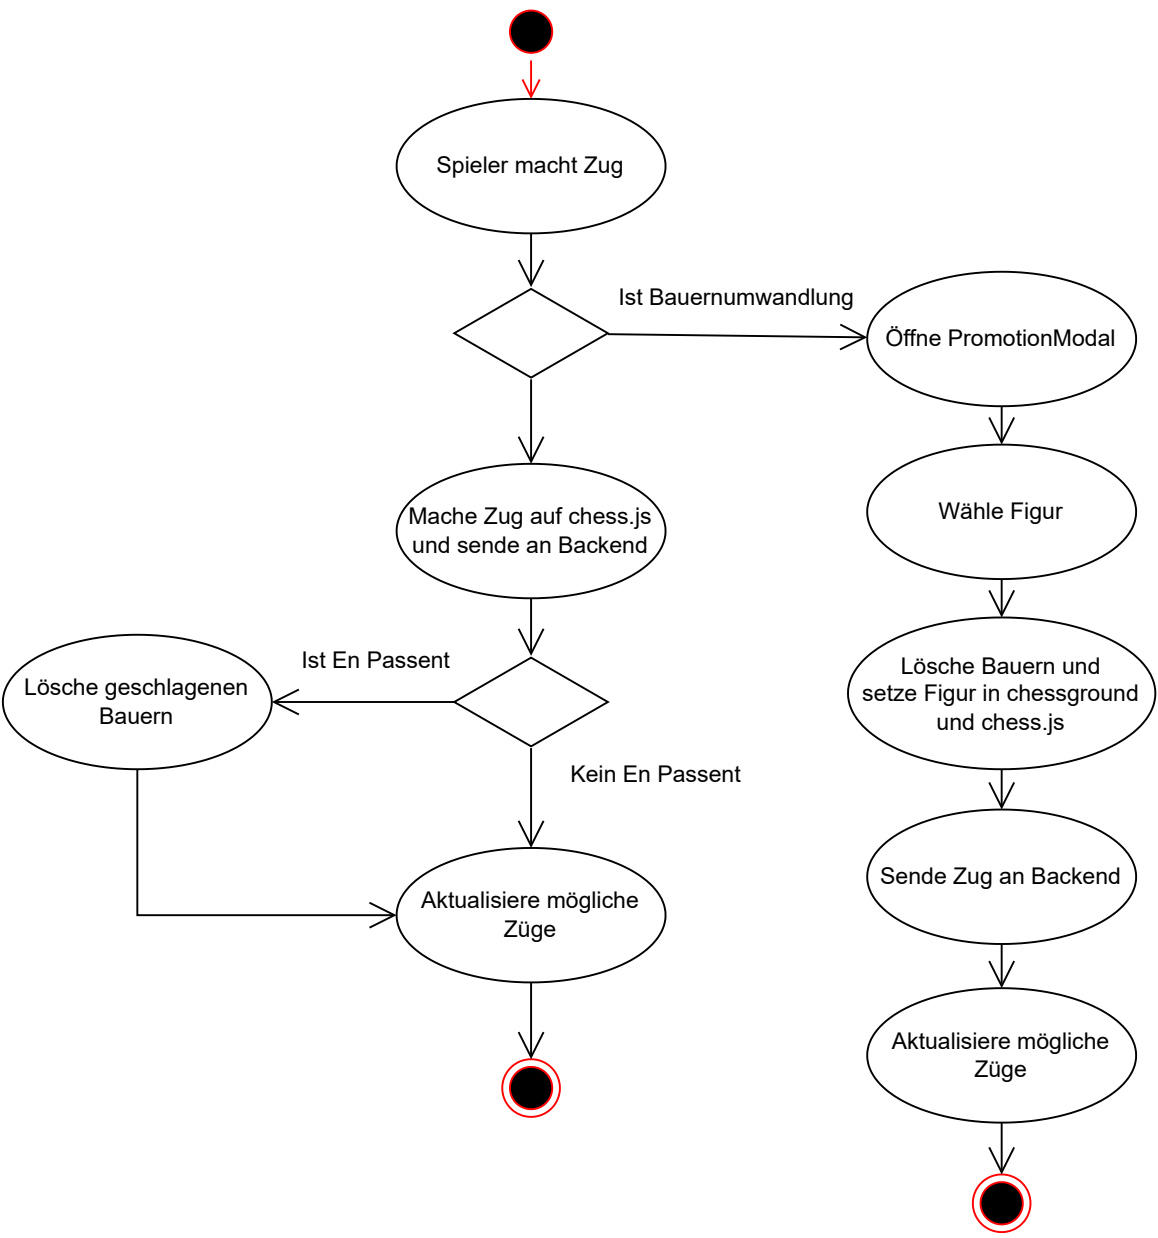 Spieler macht Zug
Ist Bauernumwandlung
Öffne PromotionModal
Mache Zug auf chess.js
und sende an Backend
Wähle Figur
Ist En Passent
Lösche geschlagenen
Bauern
Kein En Passent
Lösche Bauern und
setze Figur in chessground
und chess.js
Aktualisiere mögliche
Züge
Sende Zug an Backend
Aktualisiere mögliche
Züge